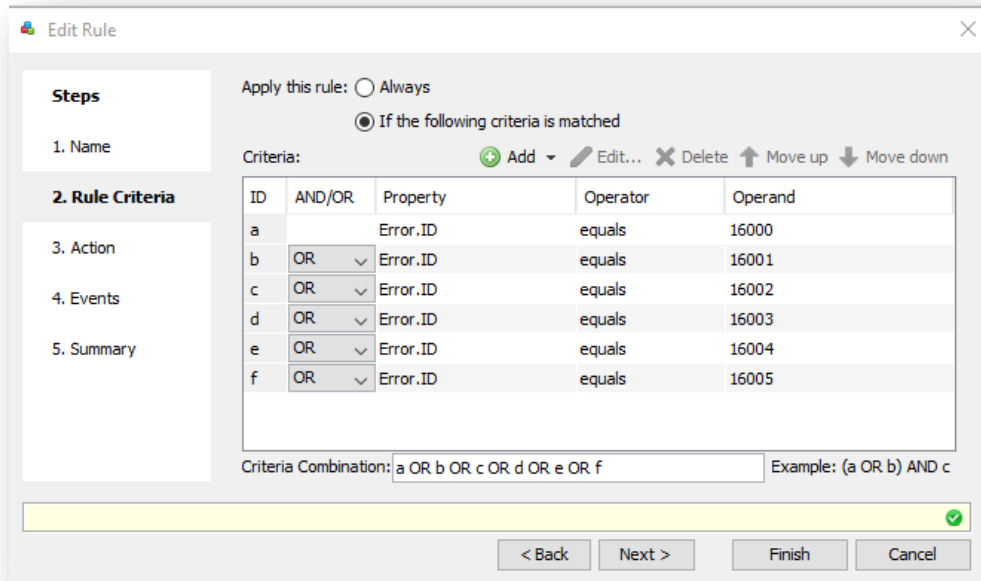 Edit Rule
Steps
1. Name
2. Rule Criteria
3. Action
4. Events
5. Summary
Apply this rule: Always
If the following criteria is matched
Criteria: Add Edit... Delete Move up Move down
ID AND/OR Property Operator Operand
a Error.ID equals 16000
b OR Error.ID equals 16001
c OR Error.ID equals 16002
d OR Error.ID equals 16003
e OR Error.ID equals 16004
f OR Error.ID equals 16005
Criteria Combination: a OR b OR c OR d OR e OR f Example: (a OR b) AND c
< Back Next > Finish Cancel